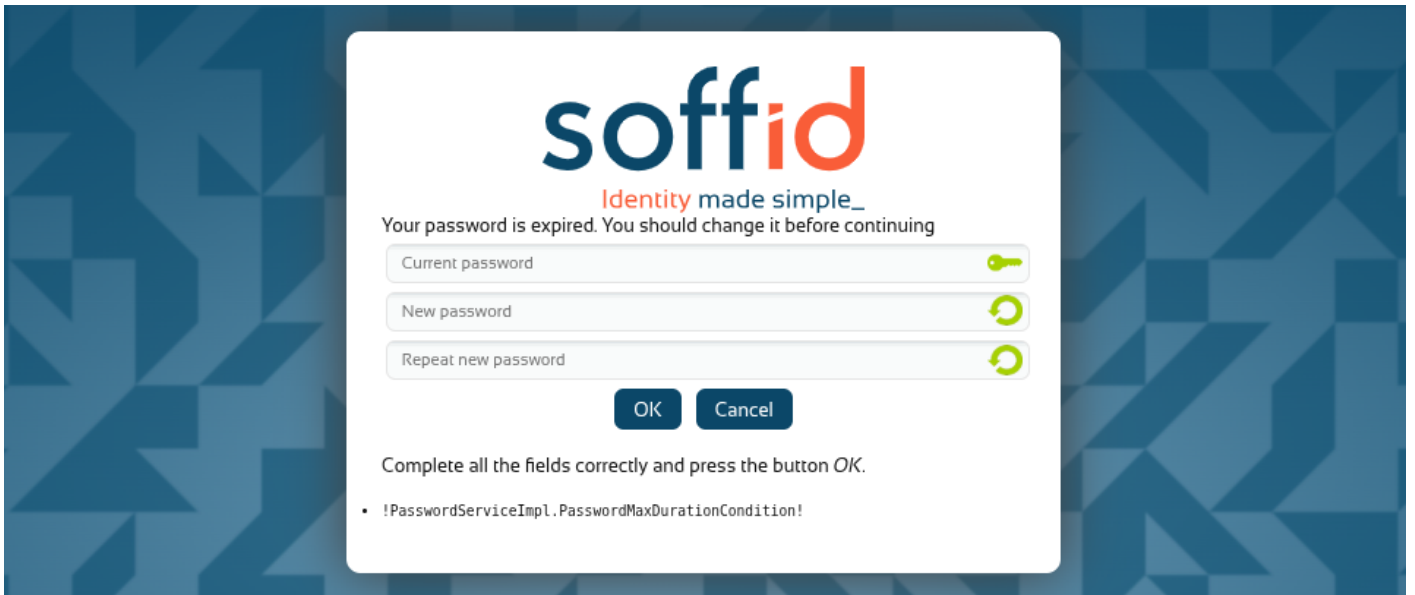 soffid
Identity made simple_
Your password is expired. You should change it before continuing
Current password
New password
Repeat new password
OK Cancel
Complete all the fields correctly and press the button OK.
• !PasswordServiceImpl.PasswordMaxDurationCondition!